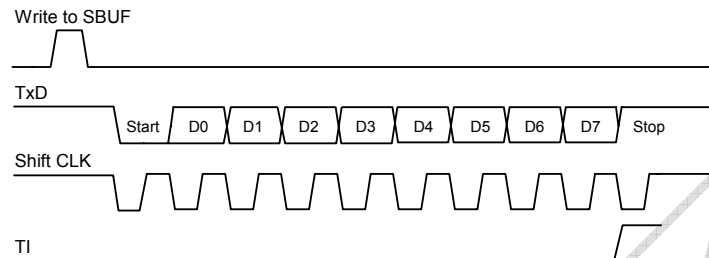 Write to SBUF
TxD
Start D0 D1 D2 D3 D4 D5 D6 D7 Stop
Shift CLK
TI